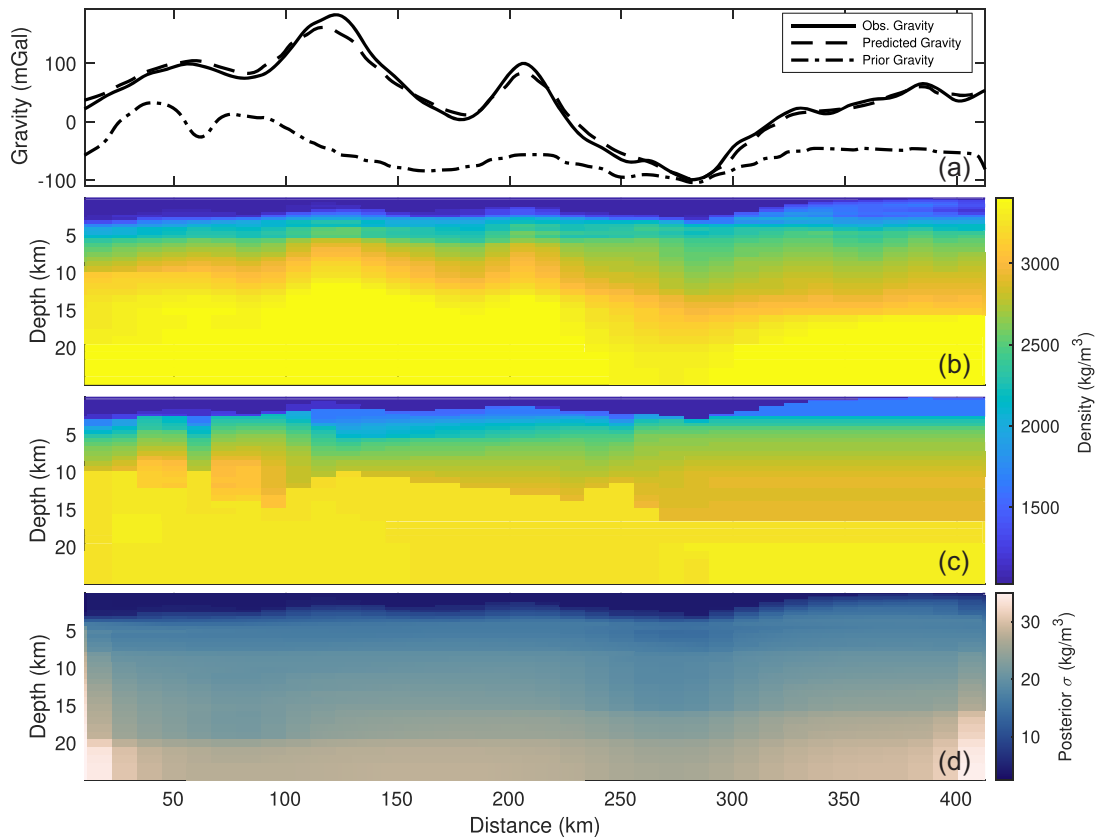 Obs. Gravity
Predicted Gravity
Prior Gravity
Gravity (mGal)
100
0
-100
(a)
Depth (km)
5
10
15
20
(b)
3000
2500
2000
1500
Density (kg/m³)
Depth (km)
5
10
15
20
(c)
Depth (km)
5
10
15
20
(d)
30
20
10
Posterior σ (kg/m³)
50
100
150
200
250
300
350
400
Distance (km)